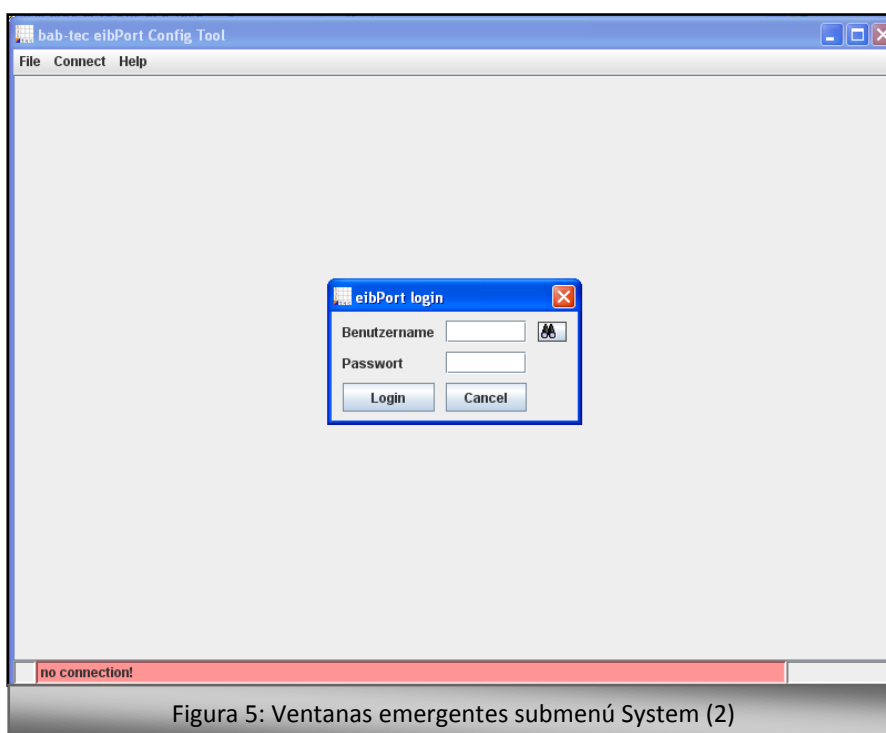 bab-tec eibPort Config Tool
File Connect Help
eibPort login
Benutzername
Passwort
Login Cancel
no connection!
Figura 5: Ventanas emergentes submenú System (2)